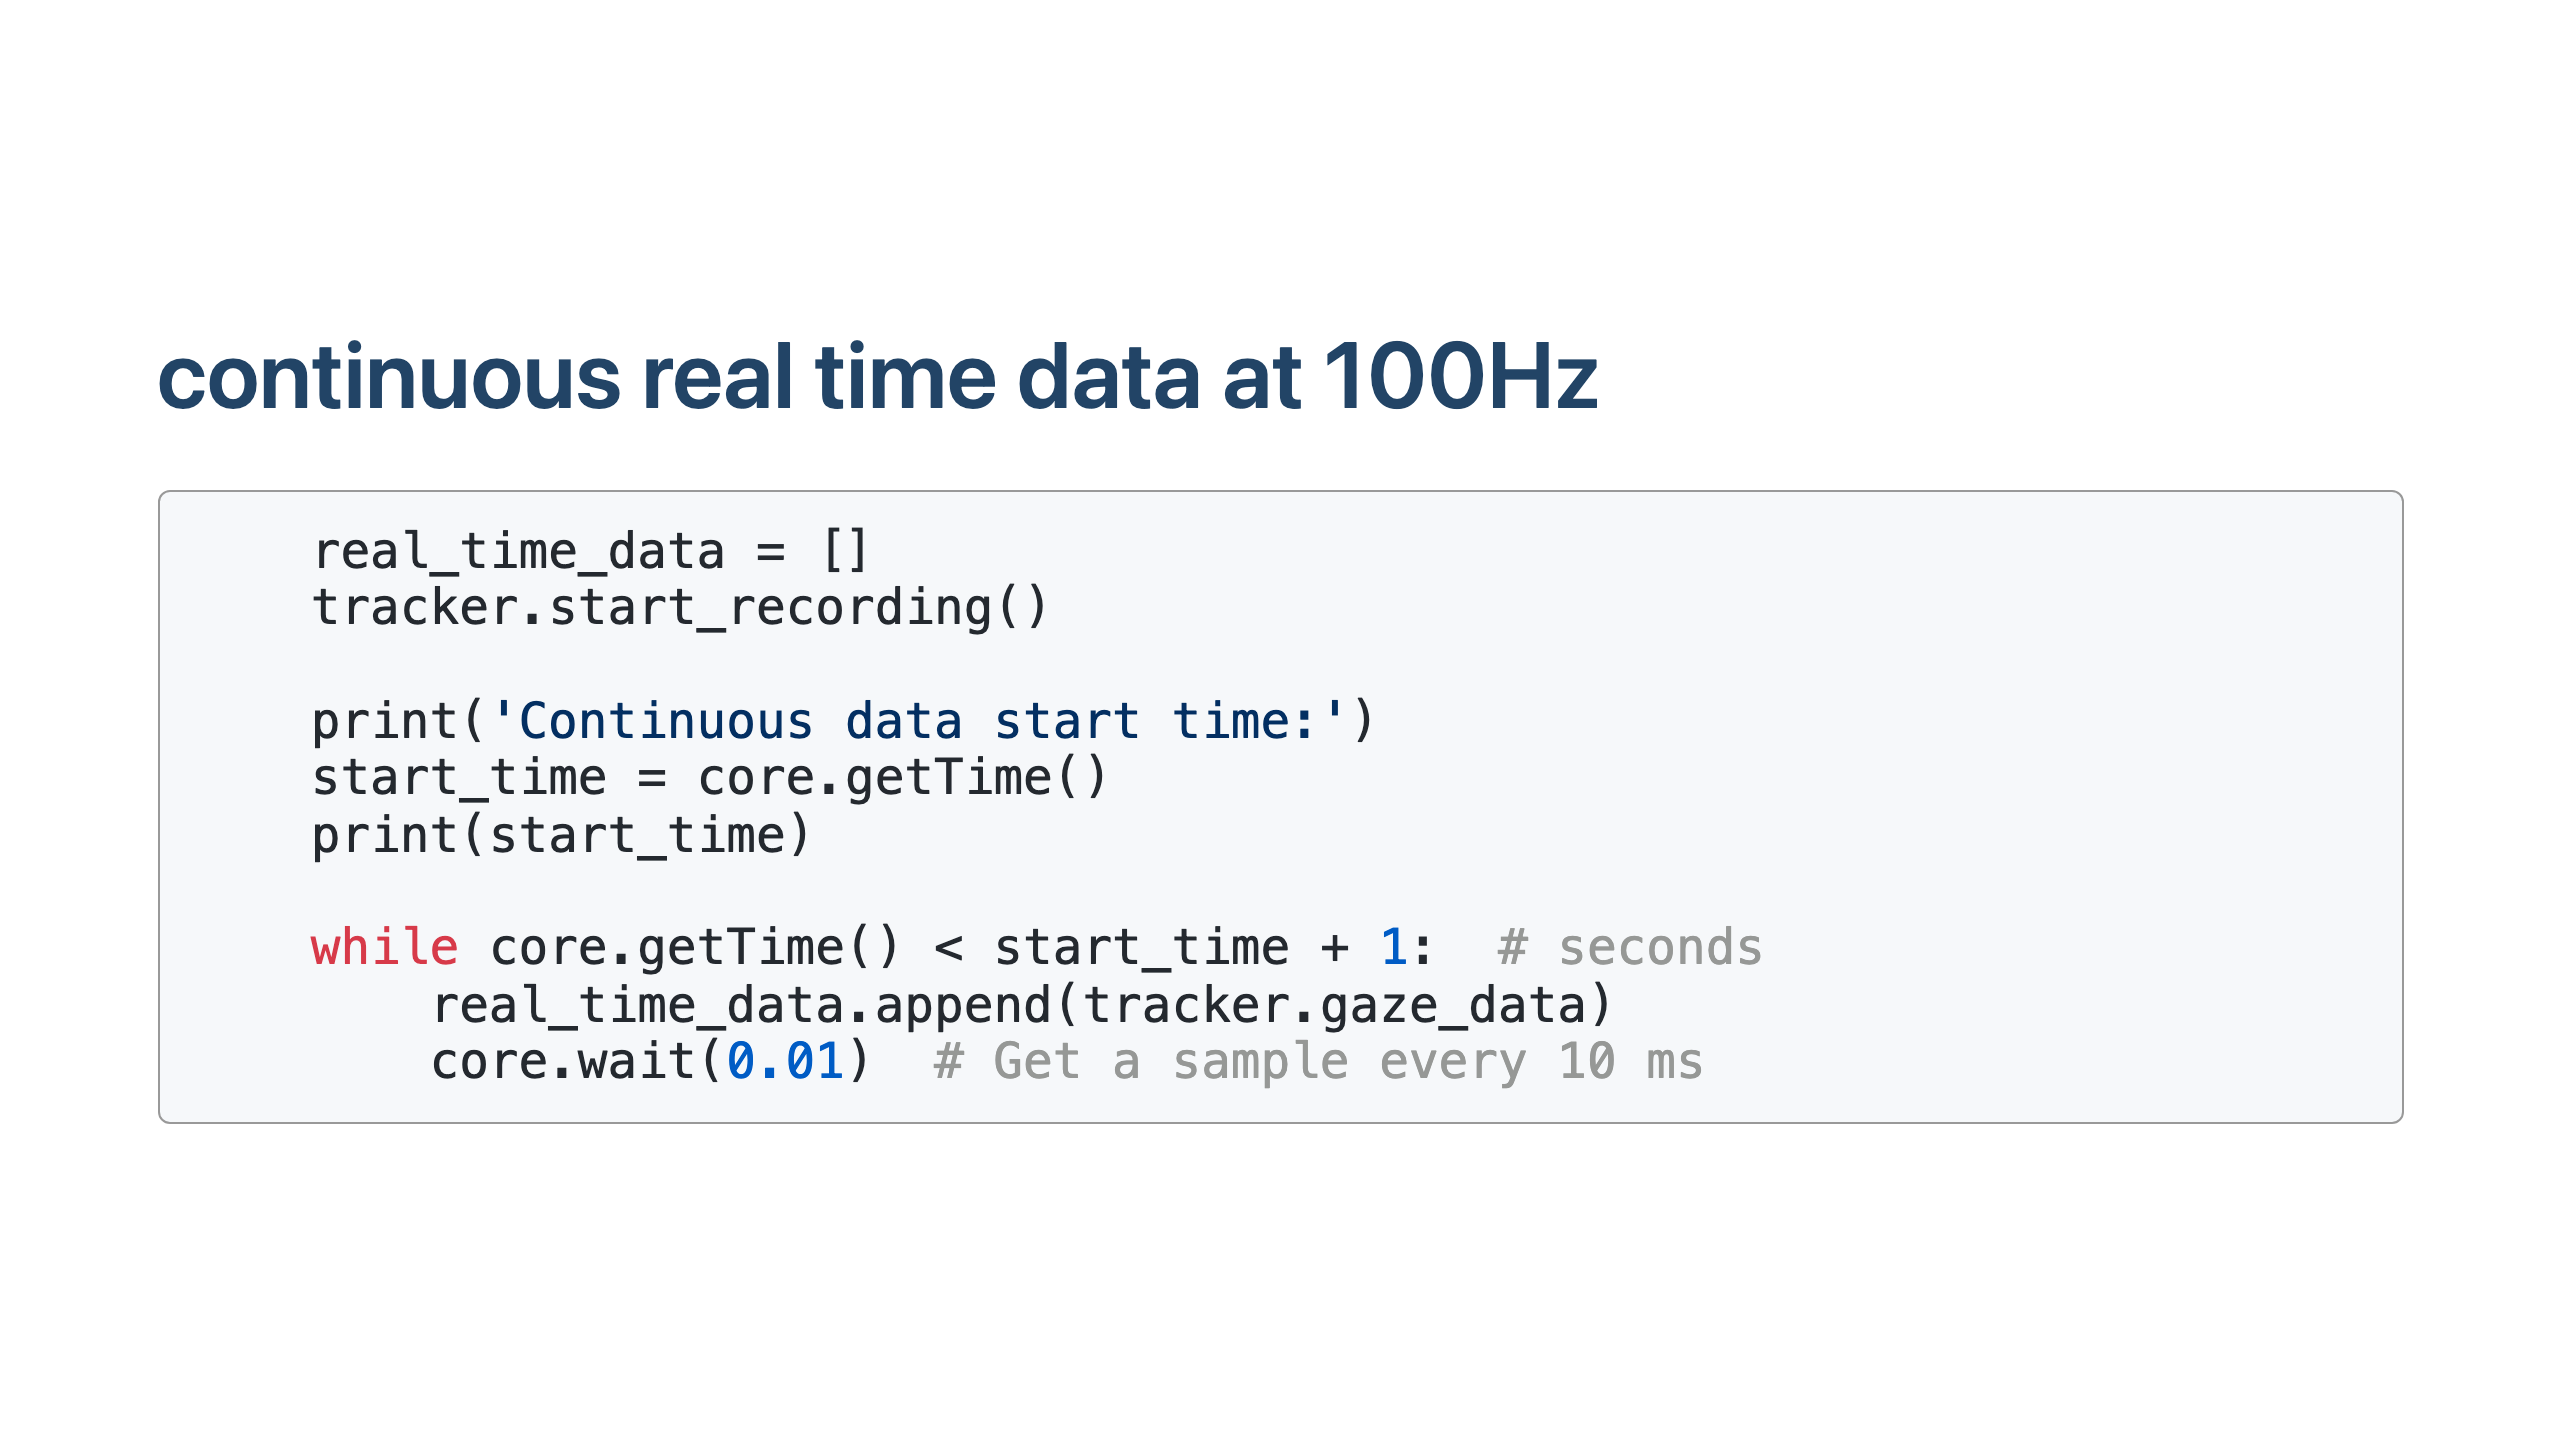 continuous real time data at 100Hz
real_time_data = []
tracker.start_recording()
print('Continuous data start time:')
start_time = core.getTime()
print(start_time)
while core.getTime() < start_time + 1:  # seconds
    real_time_data.append(tracker.gaze_data)
    core.wait(0.01)  # Get a sample every 10 ms